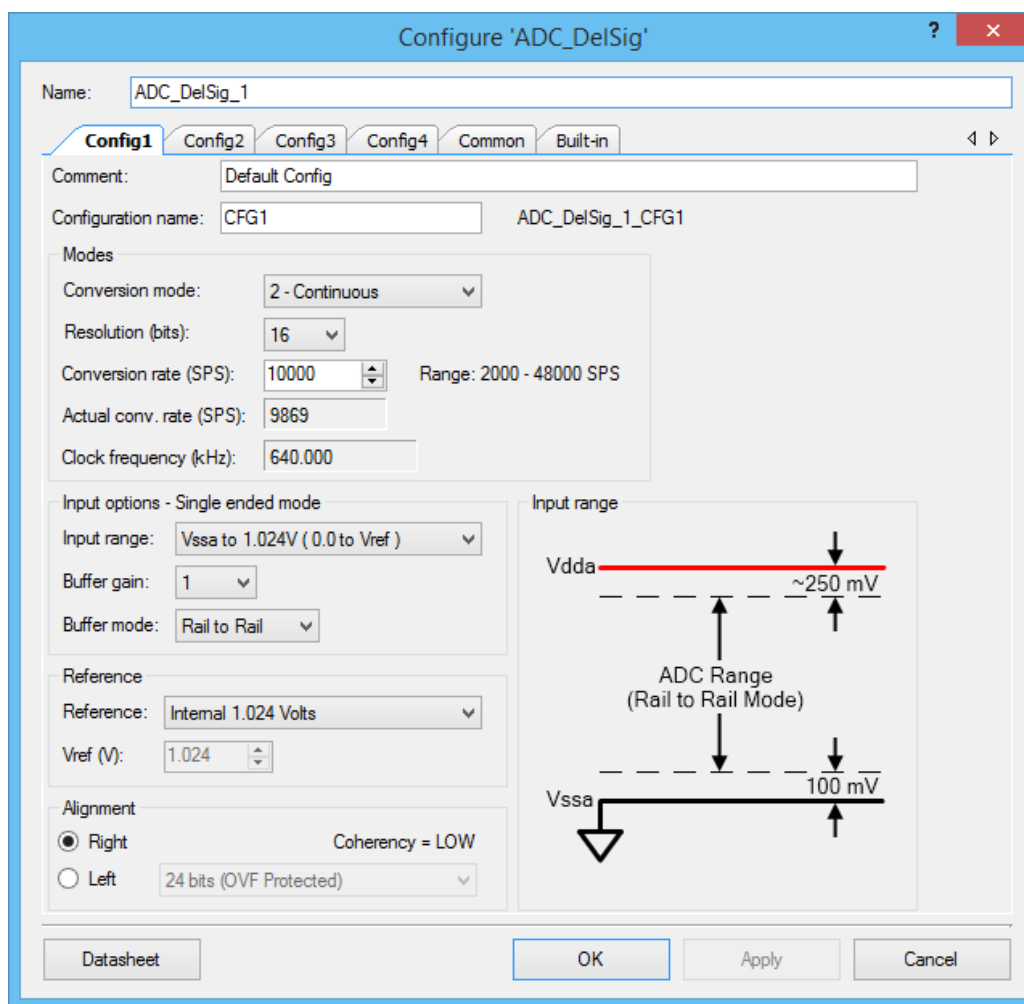 Configure 'ADC_DelSig'
?
Name: ADC_DelSig_1
Config1 Config2 Config3 Config4 Common Built-in
Comment: Default Config
Configuration name: CFG1 ADC_DelSig_1_CFG1
Modes
Conversion mode: 2 - Continuous
Resolution (bits): 16
Conversion rate (SPS): 10000 Range: 2000 - 48000 SPS
Actual conv. rate (SPS): 9869
Clock frequency (kHz): 640.000
Input options - Single ended mode
Input range: Vssa to 1.024V ( 0.0 to Vref )
Buffer gain: 1
Buffer mode: Rail to Rail
Reference
Reference: Internal 1.024 Volts
Vref (V): 1.024
Alignment
Right Coherency = LOW
Left 24 bits (OVF Protected)
Input range
Vdda
~250 mV
ADC Range
(Rail to Rail Mode)
100 mV
Vssa
Datasheet OK Apply Cancel